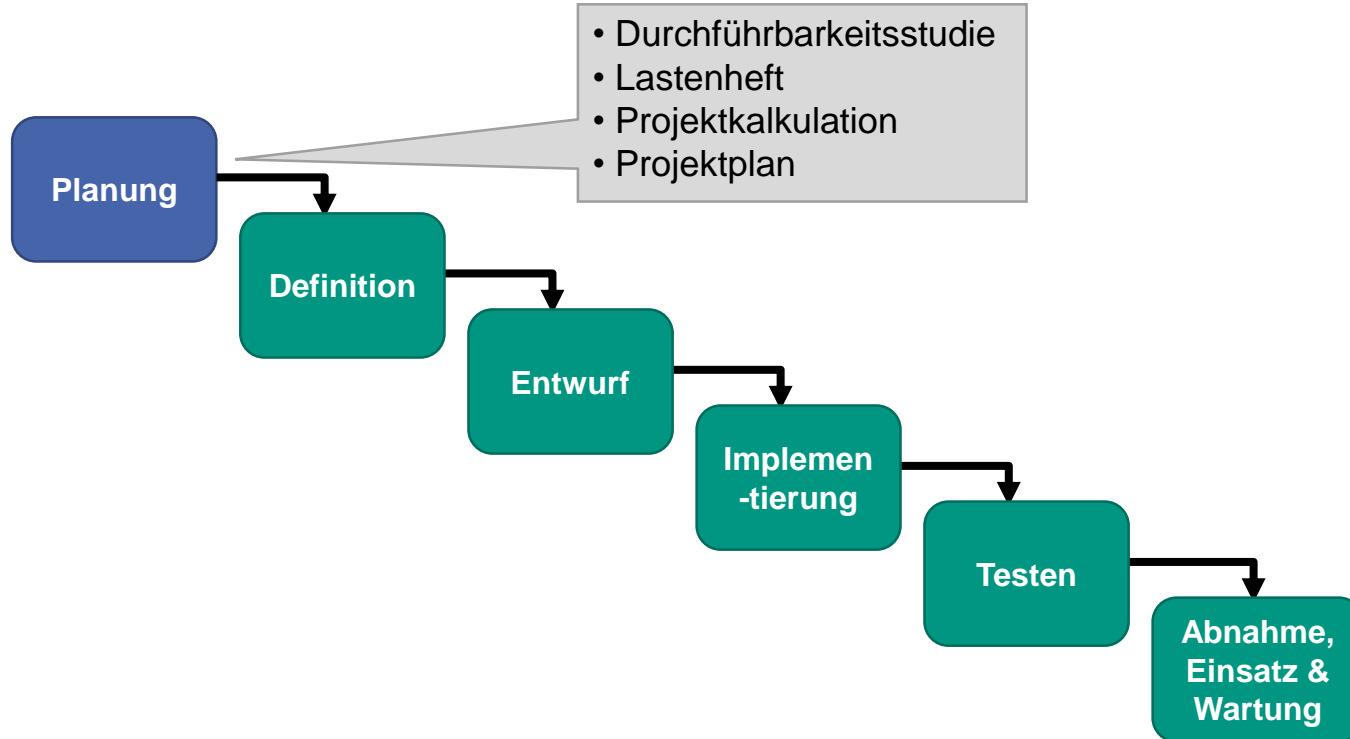 • Durchführbarkeitsstudie
• Lastenheft
• Projektkalkulation
• Projektplan
Planung
Definition
Entwurf
Implemen
-tierung
Testen
Abnahme,
Einsatz &
Wartung